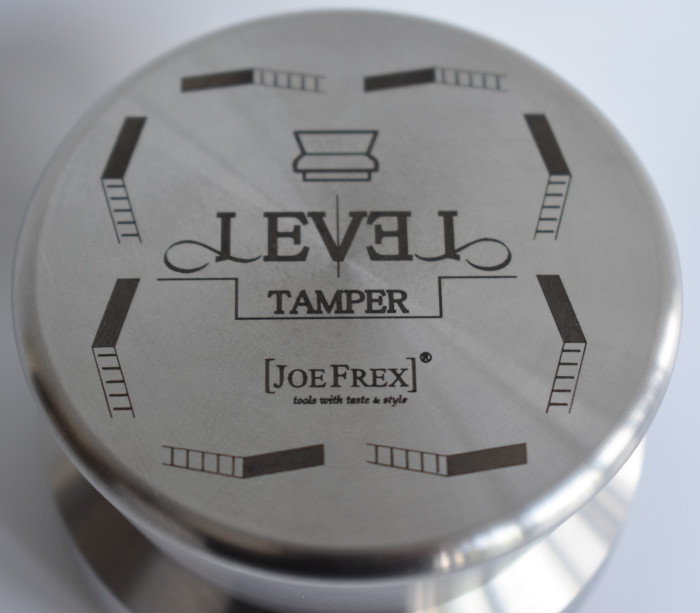 LEVEL
TAMPER
[JOEFREX]®
tools with taste & style